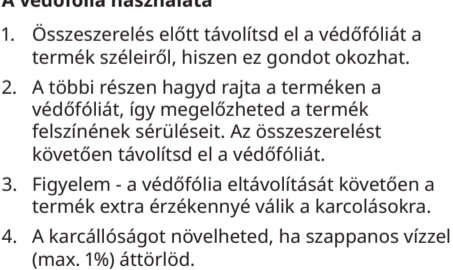 A védőfólia használata
1. Összeszerelés előtt távolítsd el a védőfóliát a
termék széleiről, hiszen ez gondot okozhat.
2. A többi részen hagyd rajta a terméken a
védőfóliát, így megelőzheted a termék
felszínének sérüléseit. Az összeszerelést
követően távolítsd el a védőfóliát.
3. Figyelem - a védőfólia eltávolítását követően a
termék extra érzékennyé válik a karcolásokra.
4. A karcállóságot növelheted, ha szappanos vízzel
(max. 1%) áttörlöd.